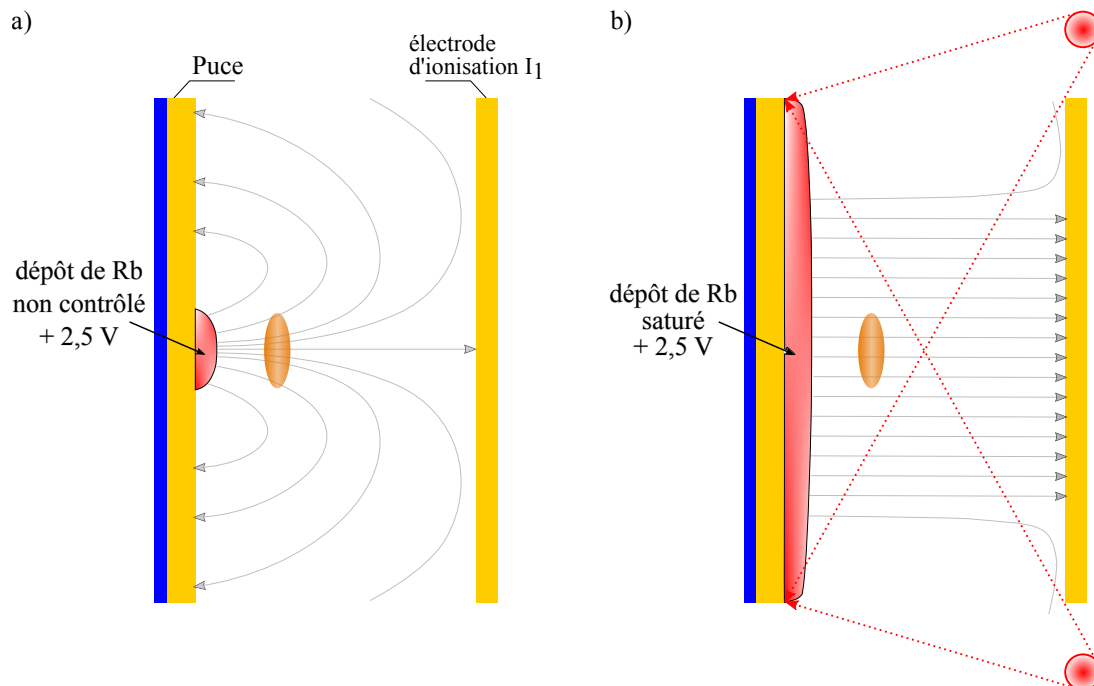 a)
Puce
électrode
d'ionisation I1
dépôt de Rb
non contrôlé
+ 2,5 V
b)
dépôt de Rb
saturé
+ 2,5 V